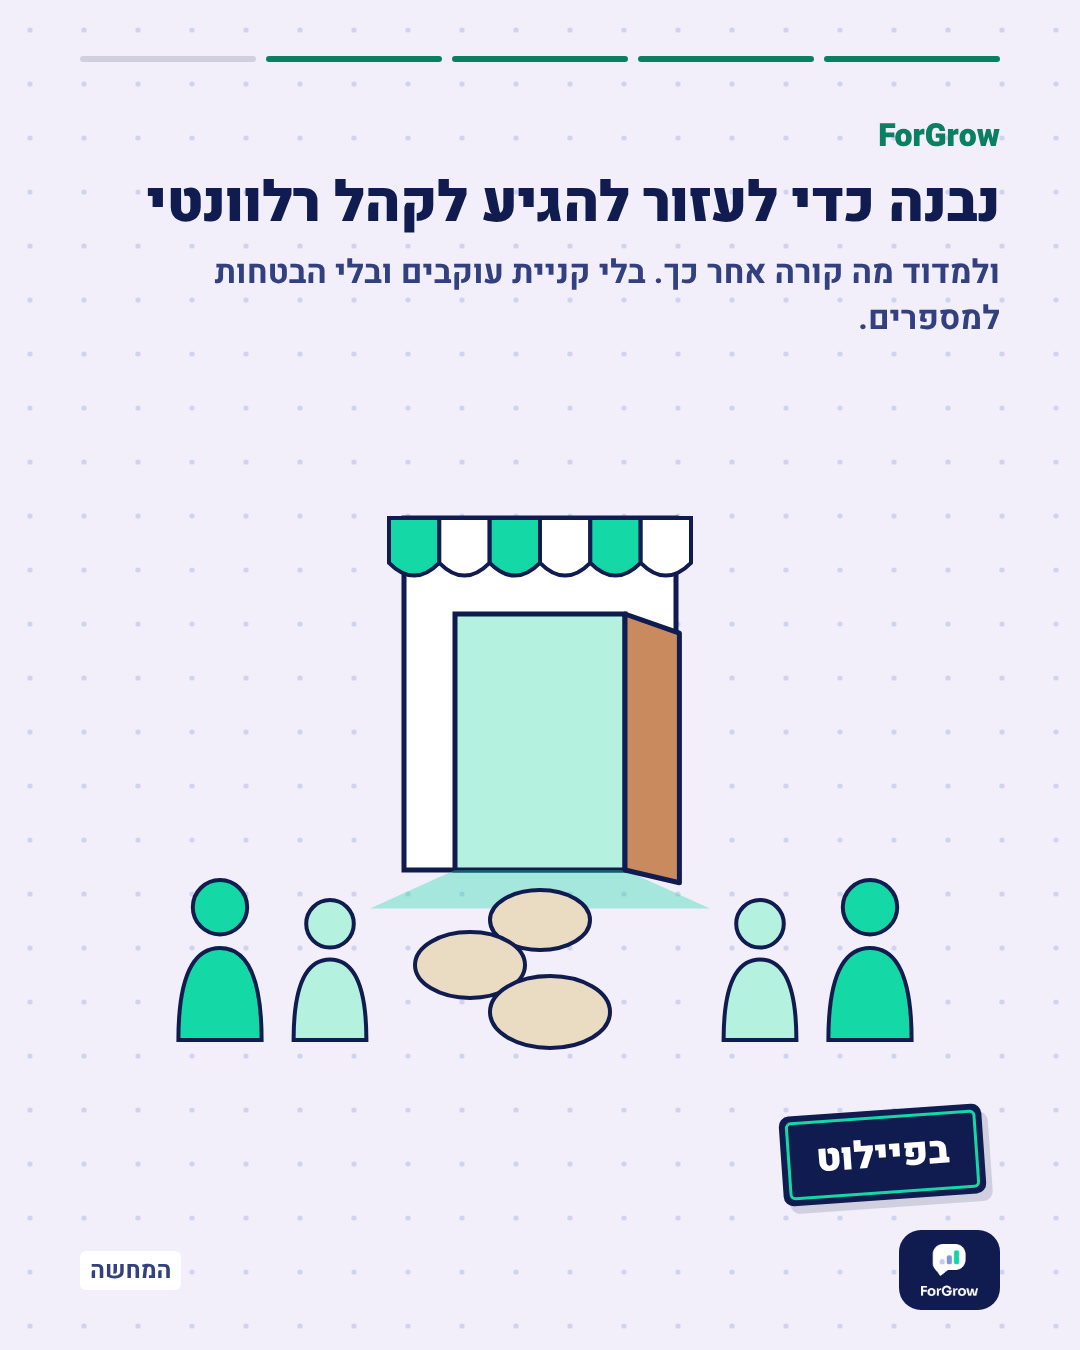 ForGrow
נבנה כדי לעזור להגיע לקהל רלוונטי
ולמדוד מה קורה אחר כך. בלי קניית עוקבים ובלי הבטחות
למספרים.
בפיילוט
המחשה
ForGrow